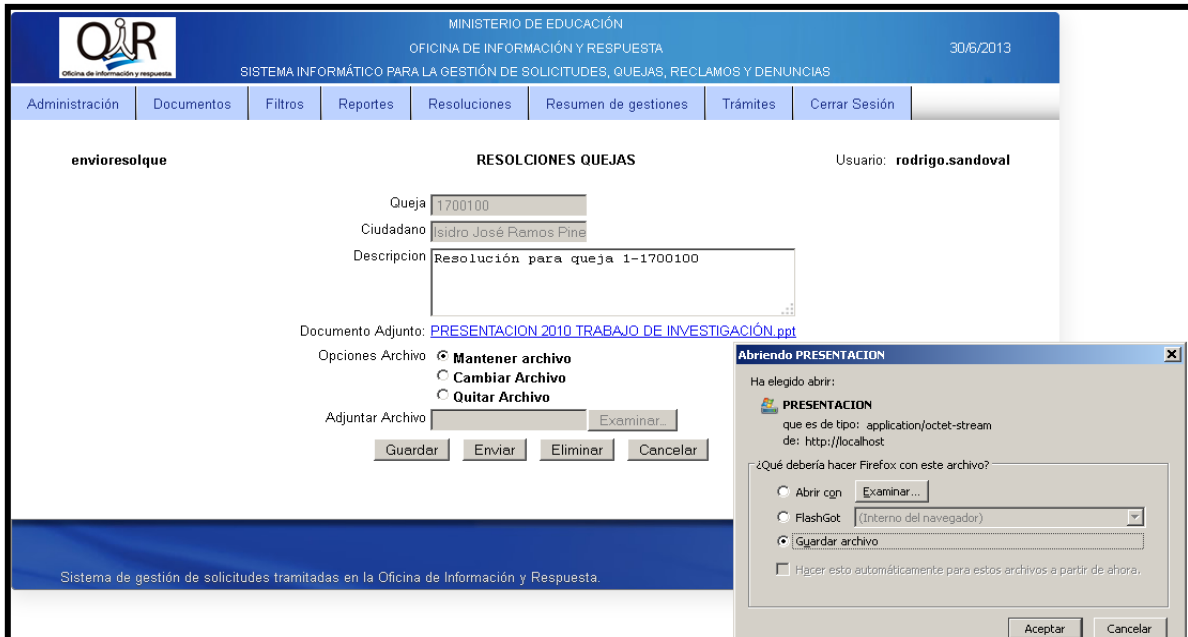 OiR
Oficina de información y respuesta
MINISTERIO DE EDUCACIÓN
OFICINA DE INFORMACIÓN Y RESPUESTA
SISTEMA INFORMÁTICO PARA LA GESTIÓN DE SOLICITUDES, QUEJAS, RECLAMOS Y DENUNCIAS
30/6/2013
Administración Documentos Filtros Reportes Resoluciones Resumen de gestiones Trámites Cerrar Sesión
envioresolque RESOLCIONES QUEJAS Usuario: rodrigo.sandoval
Queja 1700100
Ciudadano Isidro José Ramos Pine
Descripcion Resolución para queja 1-1700100
Documento Adjunto: PRESENTACION 2010 TRABAJO DE INVESTIGACIÓN.ppt
Opciones Archivo Mantener archivo
Cambiar Archivo
Quitar Archivo
Adjuntar Archivo Examinar...
Guardar Enviar Eliminar Cancelar
Abriendo PRESENTACION
Ha elegido abrir:
PRESENTACION
que es de tipo: application/octet-stream
de: http://localhost
¿Qué debería hacer Firefox con este archivo?
Abrir con Examinar...
FlashGot (Interno del navegador)
Guardar archivo
Hacer esto automáticamente para estos archivos a partir de ahora.
Aceptar Cancelar
Sistema de gestión de solicitudes tramitadas en la Oficina de Información y Respuesta.